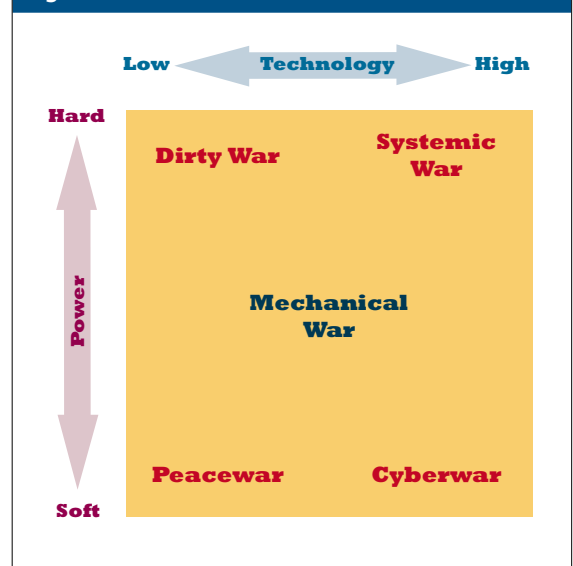 Low Technology High
Hard
Dirty War
Systemic
War
Mechanical
War
Power
Peacewar
Cyberwar
Soft